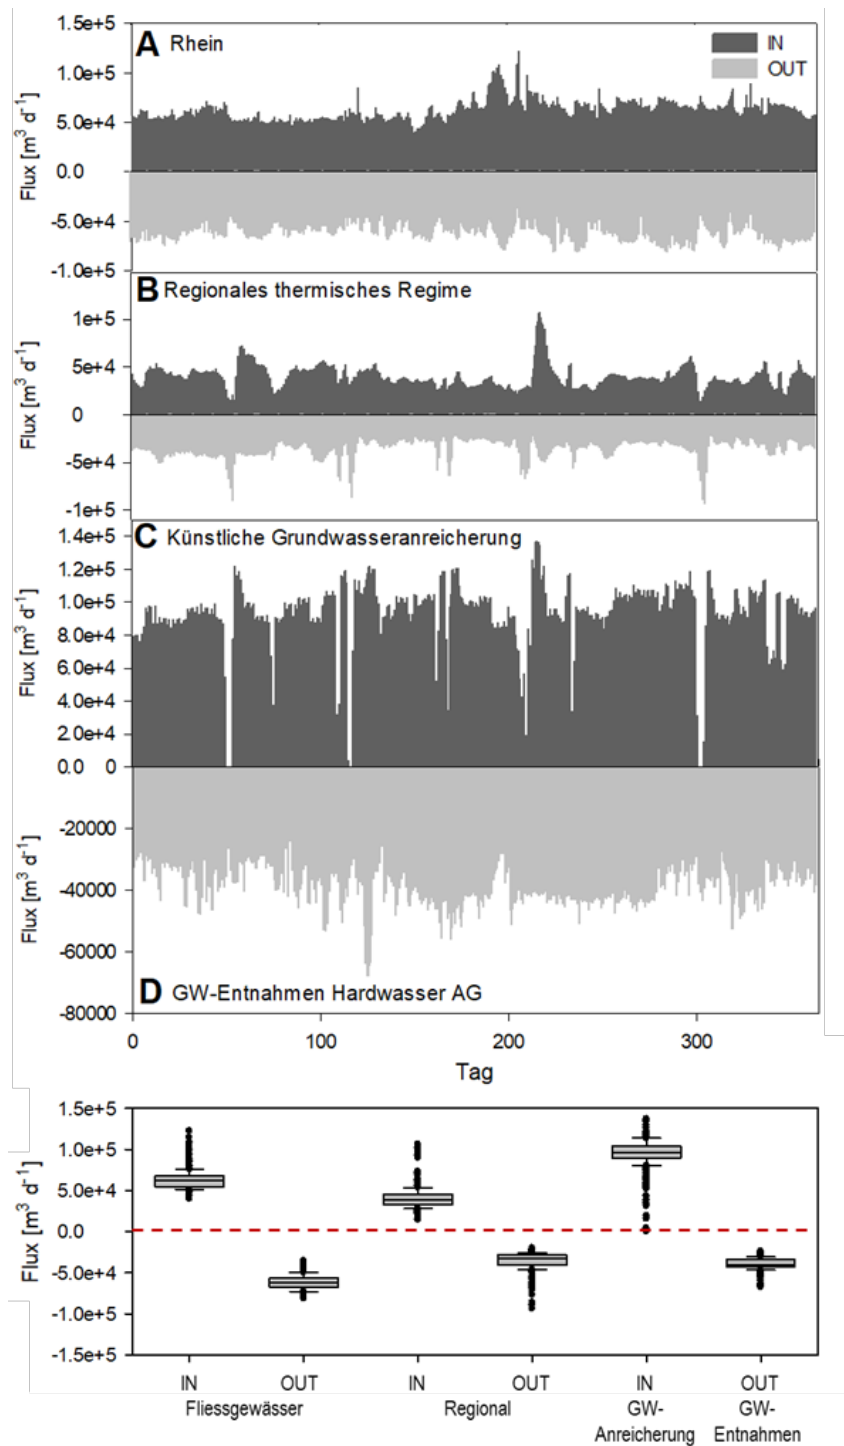 1.5e+5
A Rhein
IN
OUT
1.0e+5
5.0e+4
0.0
-5.0e+4
-1.0e+5
Flux [m³ d⁻¹]
B Regionales thermisches Regime
1e+5
5e+4
0
-5e+4
-1e+5
Flux [m³ d⁻¹]
C Künstliche Grundwasseranreicherung
1.4e+5
1.2e+5
1.0e+5
8.0e+4
6.0e+4
4.0e+4
2.0e+4
0.0 0
Flux [m³ d⁻¹]
-20000
-40000
-60000
-80000
Flux [m³ d⁻¹]
D GW-Entnahmen Hardwasser AG
0 100 200 300
Tag
1.5e+5
1.0e+5
5.0e+4
0.0
-5.0e+4
-1.0e+5
-1.5e+5
Flux [m³ d⁻¹]
IN OUT IN OUT IN OUT
Fliessgewässer Regional GW- GW-
Anreicherung Entnahmen